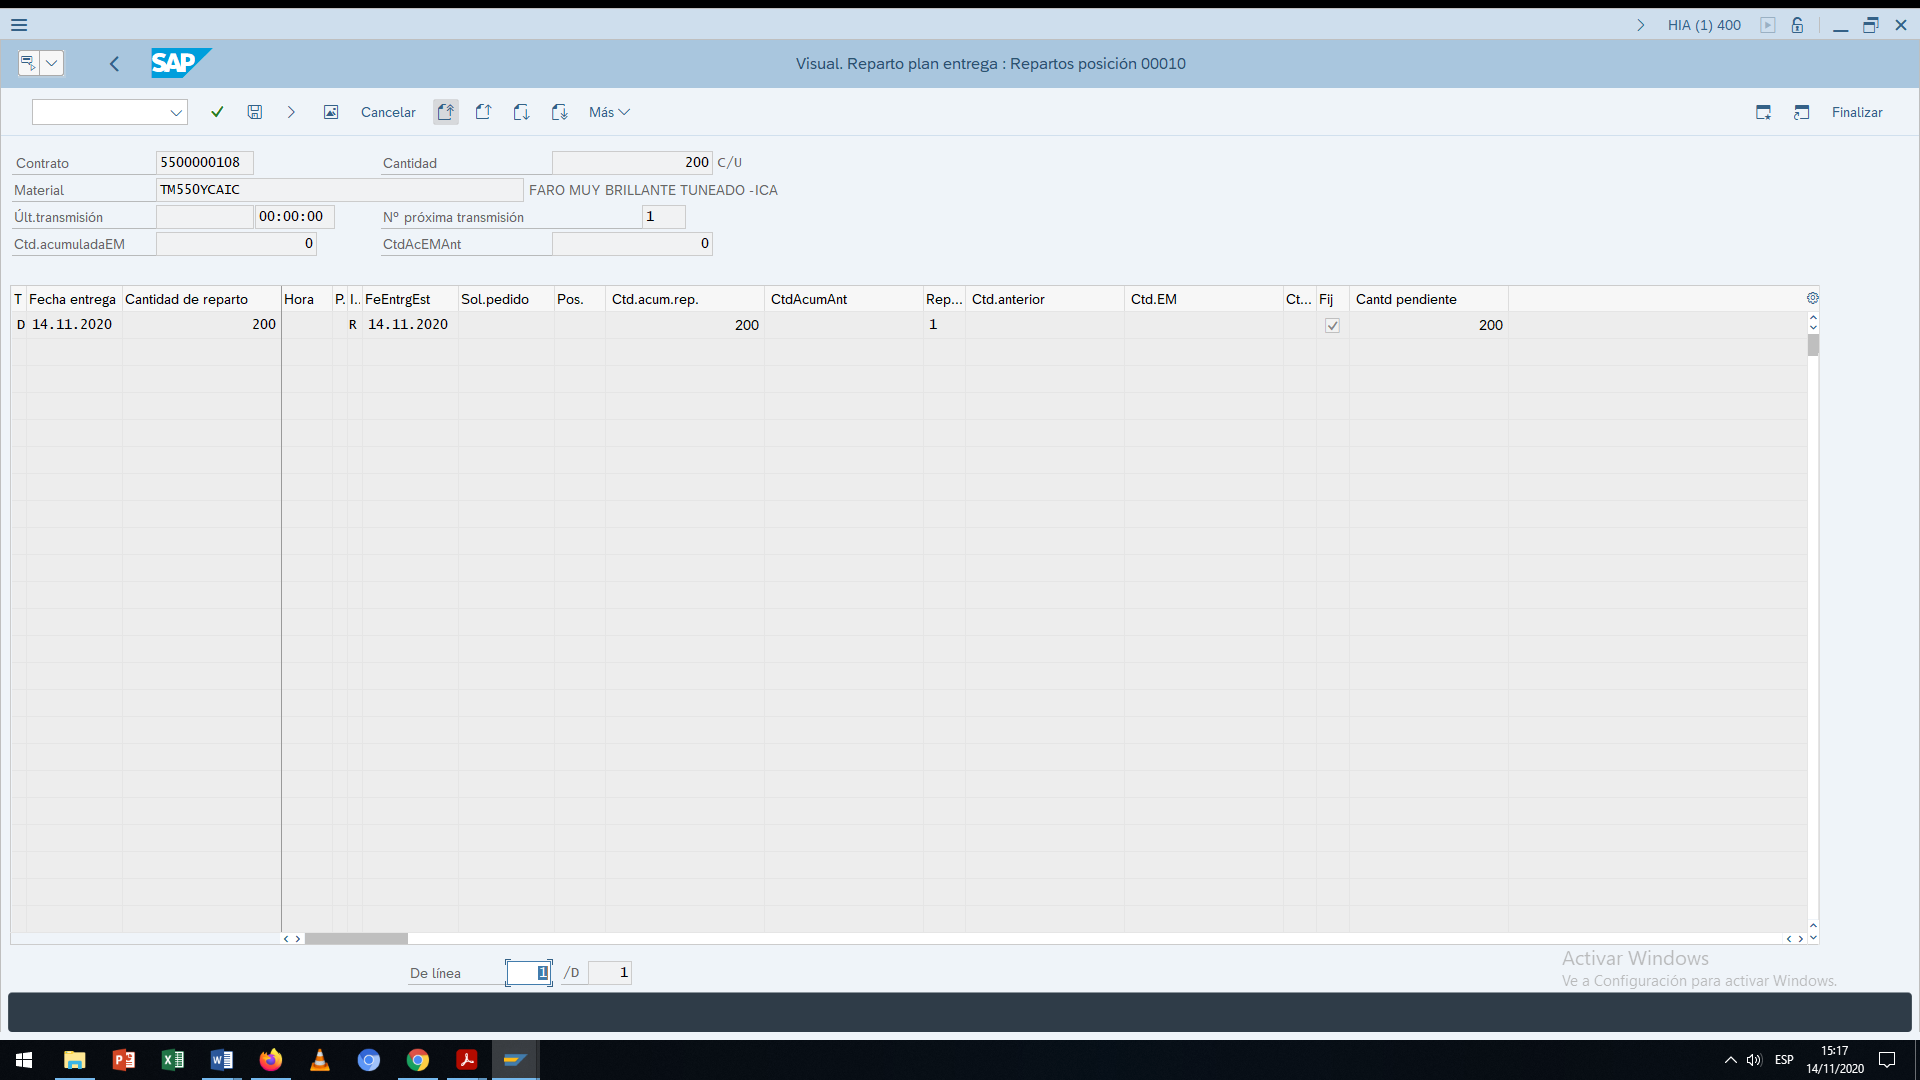 HIA (1) 400
SAP
Visual. Reparto plan entrega : Repartos posición 00010
Cancelar
Más
Finalizar
Contrato 5500000108 Cantidad 200 C/U
Material TM550YCAIC FARO MUY BRILLANTE TUNEADO -ICA
Últ.transmisión 00:00:00 Nº próxima transmisión 1
Ctd.acumuladaEM 0 CtdAcEMAnt 0
T Fecha entrega Cantidad de reparto Hora P. I.. FeEntrgEst Sol.pedido Pos. Ctd.acum.rep. CtdAcumAnt Rep... Ctd.anterior Ctd.EM Ct... Fij Cantd pendiente
D 14.11.2020 200 R 14.11.2020 200 1 200
De línea 1 /D 1
Activar Windows
Ve a Configuración para activar Windows.
ESP
15:17
14/11/2020